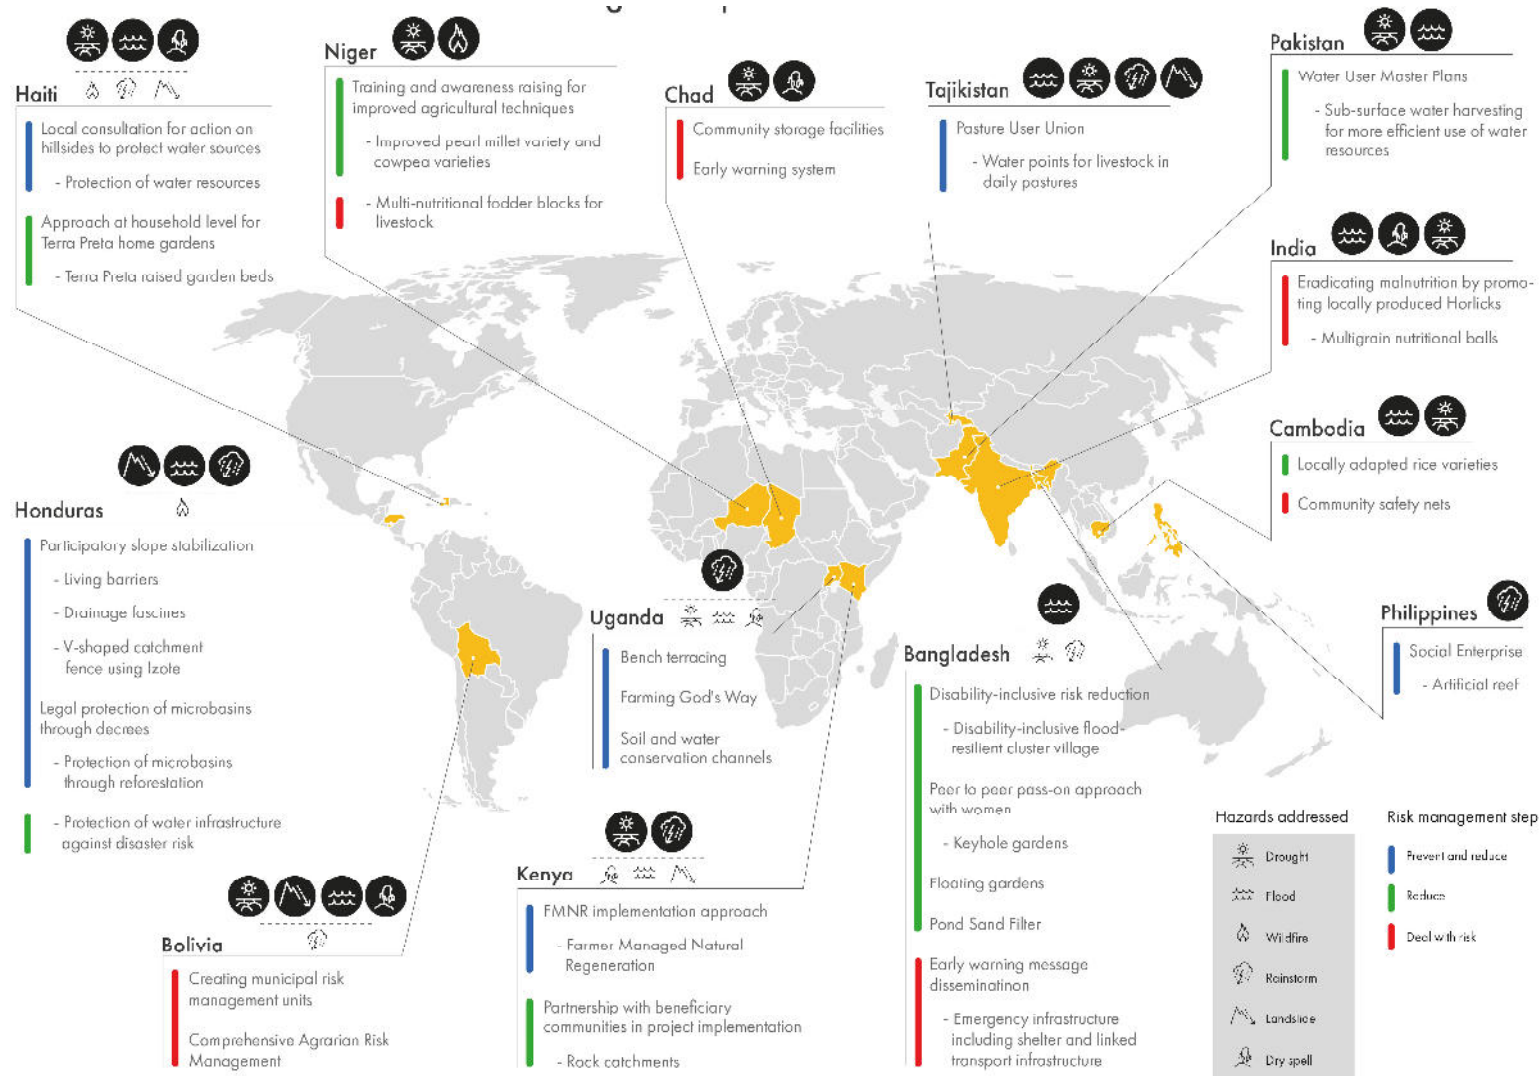 Haiti
Local consultation for action on
hillsides to protect water sources
- Protection of water resources
Approach at household level for
Terra Preta home gardens
- Terra Preta raised garden beds
Niger
Training and awareness raising for
improved agricultural techniques
- Improved pearl millet variety and
cowpea varieties
- Multi-nutritional fodder blocks for
livestock
Chad
Community storage facilities
Early warning system
Tajikistan
Pasture User Union
- Water points for livestock in
daily pastures
Pakistan
Water User Master Plans
- Sub-surface water harvesting
for more efficient use of water
resources
India
Eradicating malnutrition by promo-
ting locally produced Horlicks
- Multigrain nutritional balls
Cambodia
Locally adapted rice varieties
Community safety nets
Philippines
Social Enterprise
- Artificial reef
Honduras
Participatory slope stabilization
- Living barriers
- Drainage fascines
- V-shaped catchment
fence using Izote
Legal protection of microbasins
through decrees
- Protection of microbasins
through reforestation
- Protection of water infrastructure
against disaster risk
Bolivia
Creating municipal risk
management units
Comprehensive Agrarian Risk
Management
Uganda
Bench terracing
Farming God's Way
Soil and water
conservation channels
Kenya
FMNR implementation approach
- Farmer Managed Natural
Regeneration
Partnership with beneficiary
communities in project implementation
- Rock catchments
Bangladesh
Disability-inclusive risk reduction
- Disability-inclusive flood-
resilient cluster village
Peer to peer pass-on approach
with women
- Keyhole gardens
Floating gardens
Pond Sand Filter
Early warning message
disseminatinon
- Emergency infrastructure
including shelter and linked
transport infrastructure
Hazards addressed
Drought
Flood
Wildfire
Rainstorm
Landslide
Dry spell
Risk management step
Prevent and reduce
Reduce
Deal with risk